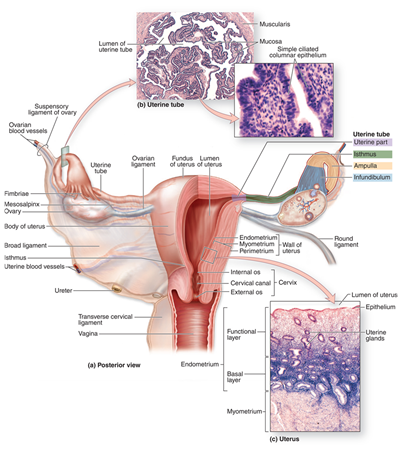 Muscularis
Lumen of
uterine tube
Mucosa
Simple ciliated
columnar epithelium
(b) Uterine tube
Suspensory
ligament of ovary
Ovarian
blood vessels
Uterine
tube
Ovarian
ligament
Fundus
of uterus
Lumen of
uterus
Uterine tube
Uterine part
Isthmus
Ampulla
Infundibulum
Fimbriae
Mesosalpinx
Ovary
Body of uterus
Broad ligament
Isthmus
Uterine blood vessels
Ureter
Transverse cervical
ligament
Vagina
(a) Posterior view
Round
ligament
Endometrium
Myometrium
Perimetrium
Wall of
uterus
Internal os
Cervical canal
External os
Cervix
Lumen of uterus
Epithelium
Uterine
glands
Functional
layer
Endometrium
Basal
layer
Myometrium
(c) Uterus